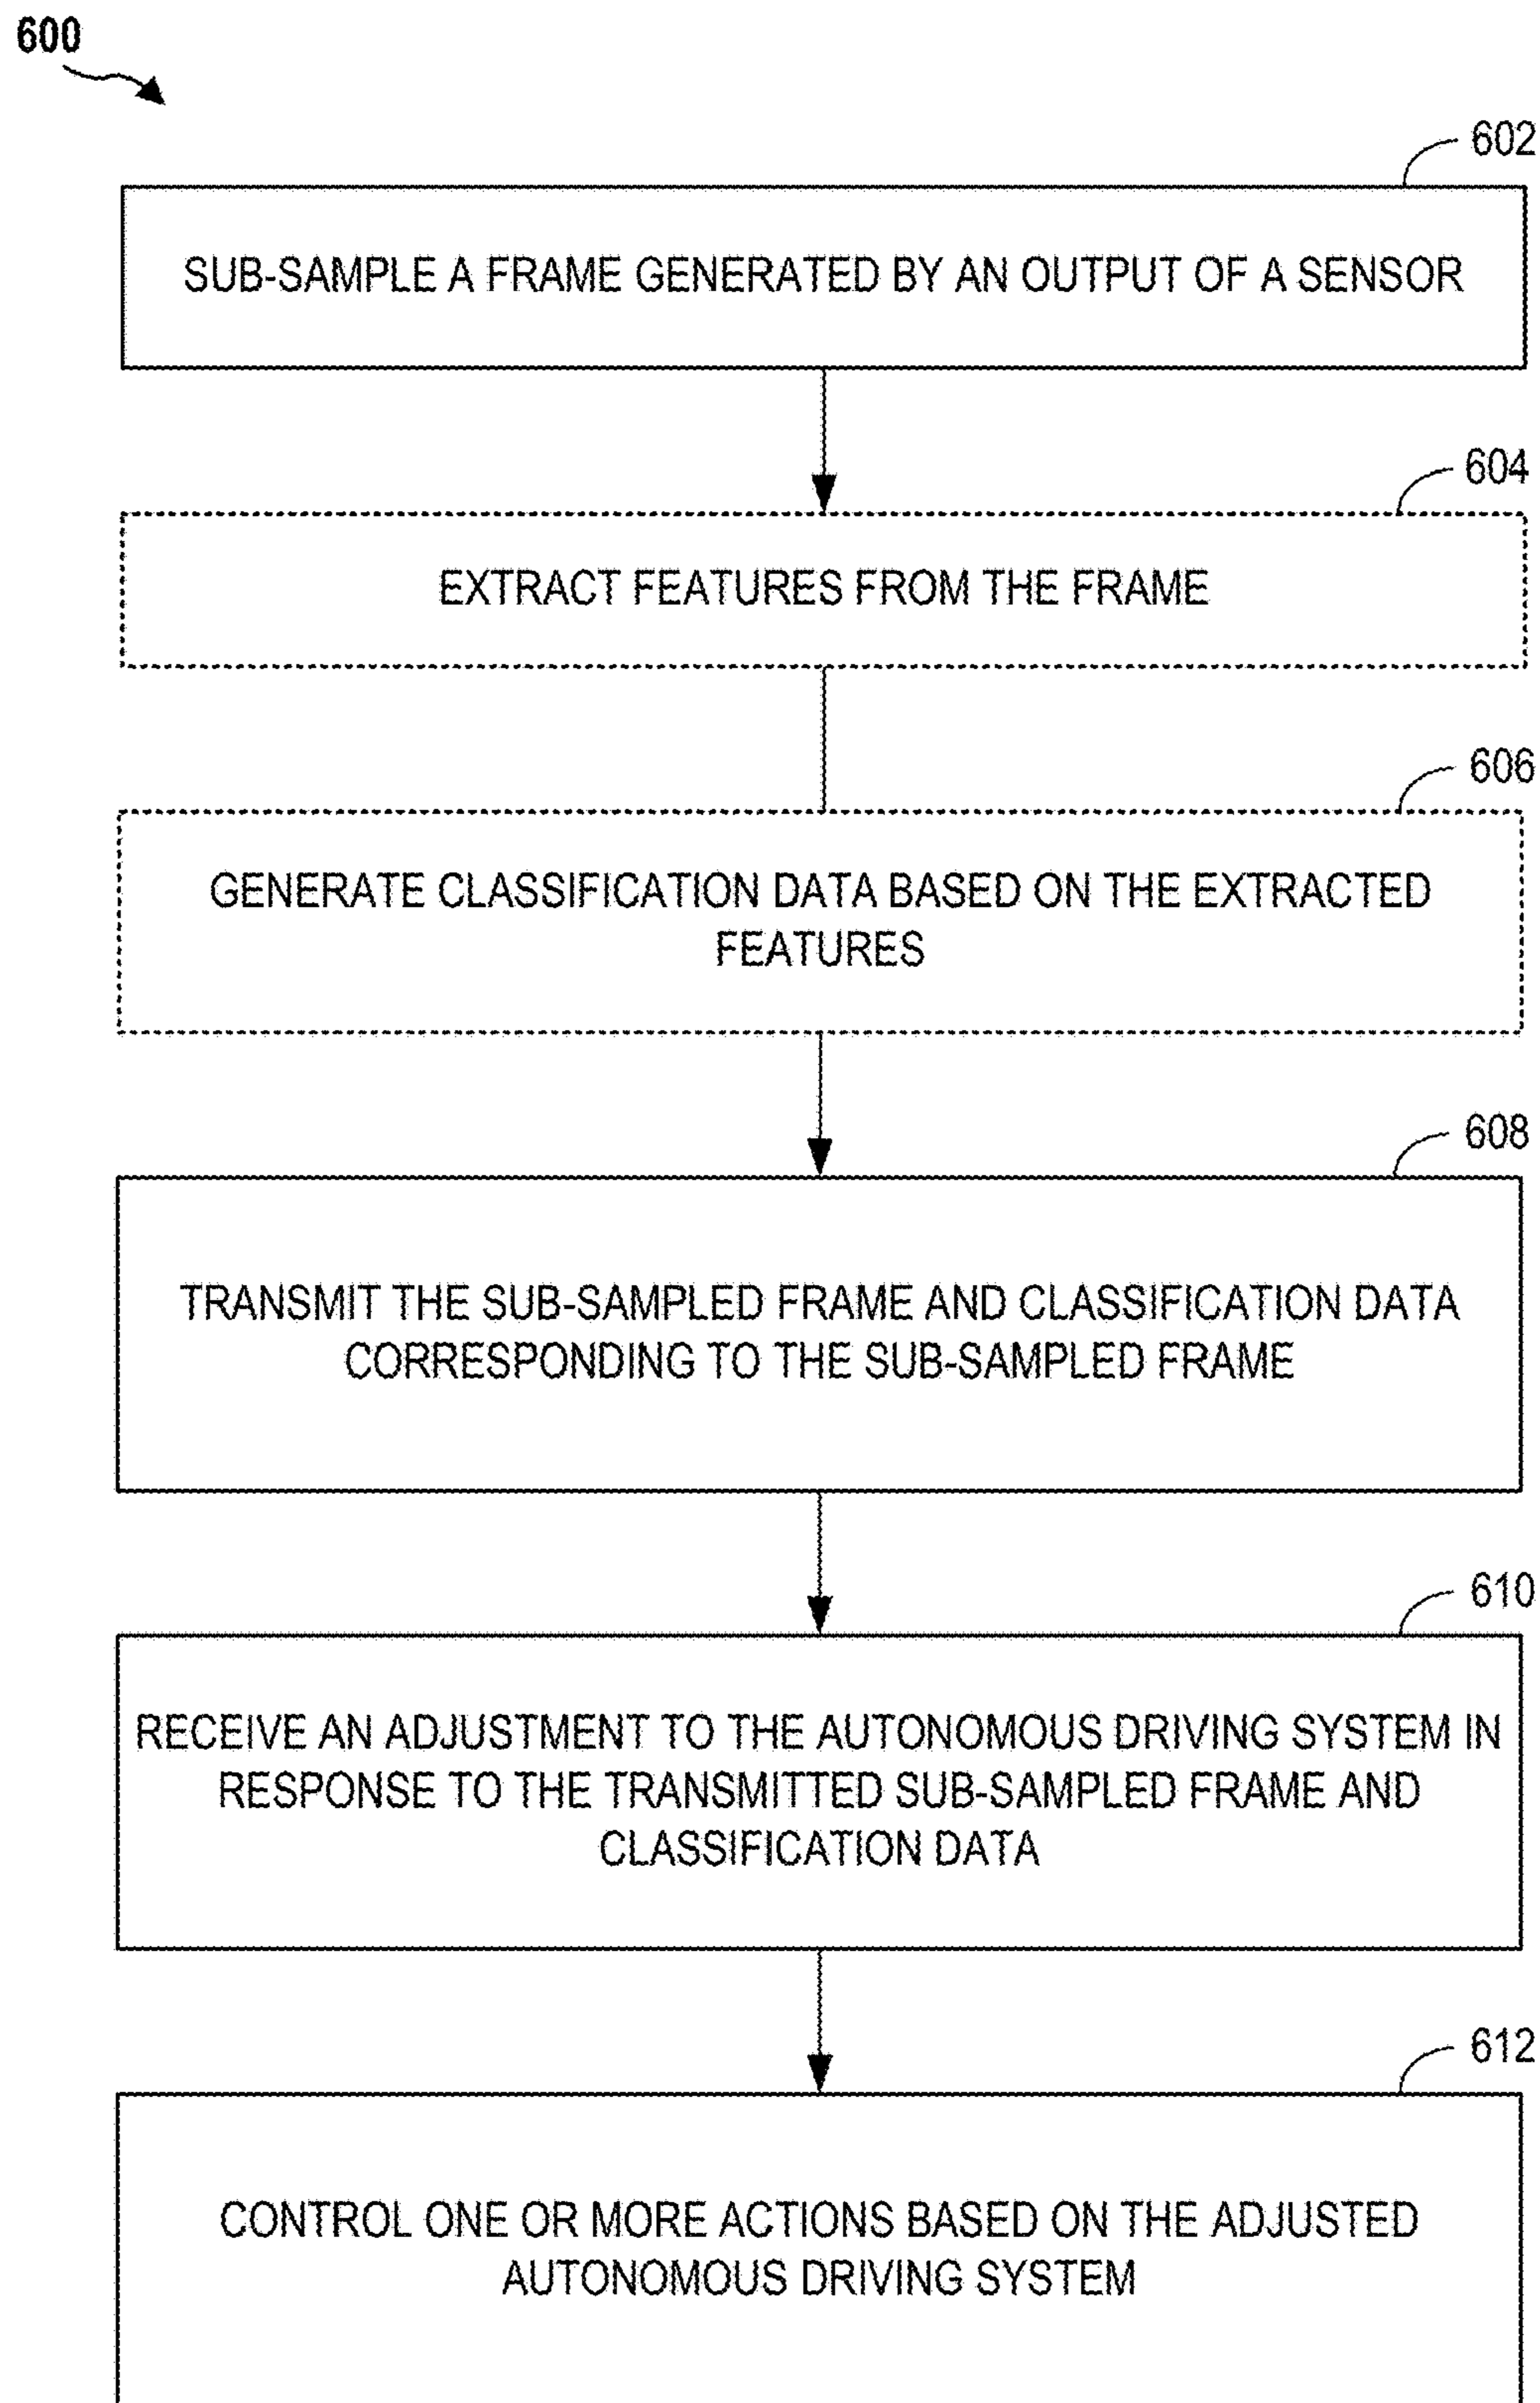 600
602
SUB-SAMPLE A FRAME GENERATED BY AN OUTPUT OF A SENSOR
604
EXTRACT FEATURES FROM THE FRAME
606
GENERATE CLASSIFICATION DATA BASED ON THE EXTRACTED
FEATURES
608
TRANSMIT THE SUB-SAMPLED FRAME AND CLASSIFICATION DATA
CORRESPONDING TO THE SUB-SAMPLED FRAME
610
RECEIVE AN ADJUSTMENT TO THE AUTONOMOUS DRIVING SYSTEM IN
RESPONSE TO THE TRANSMITTED SUB-SAMPLED FRAME AND
CLASSIFICATION DATA
612
CONTROL ONE OR MORE ACTIONS BASED ON THE ADJUSTED
AUTONOMOUS DRIVING SYSTEM